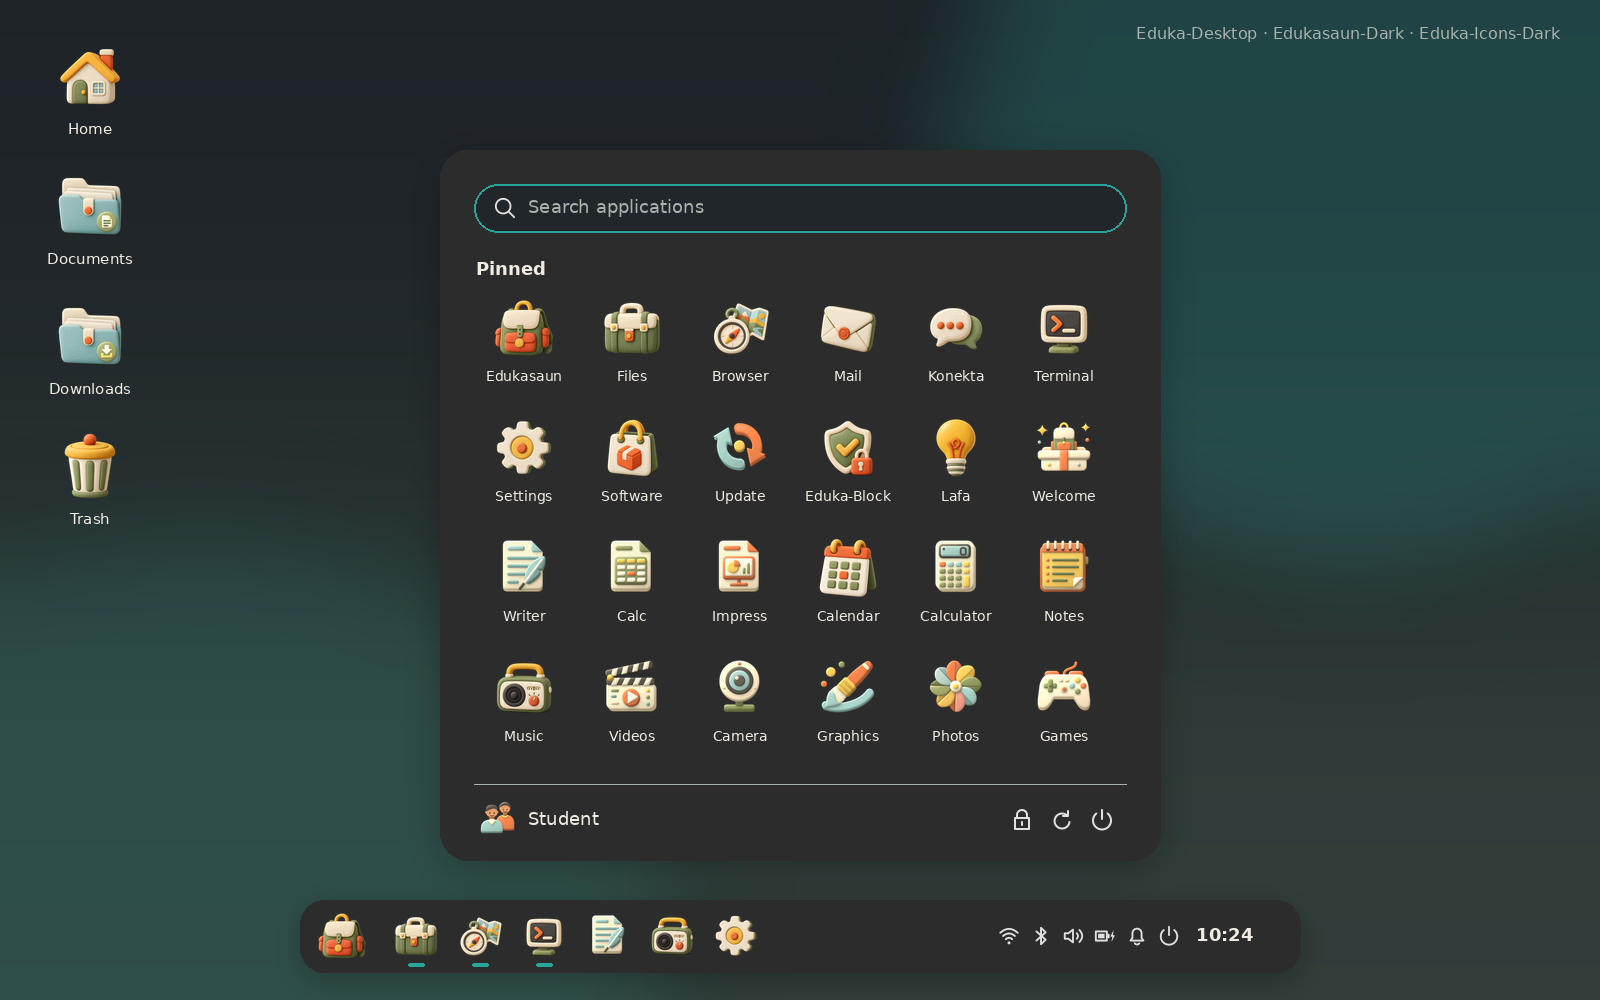 Eduka-Desktop · Edukasaun-Dark · Eduka-Icons-Dark
Home
Documents
Downloads
Trash
Search applications
Pinned
Edukasaun
Files
Browser
Mail
Konekta
Terminal
Settings
Software
Update
Eduka-Block
Lafa
Welcome
Writer
Calc
Impress
Calendar
Calculator
Notes
Music
Videos
Camera
Graphics
Photos
Games
Student
10:24